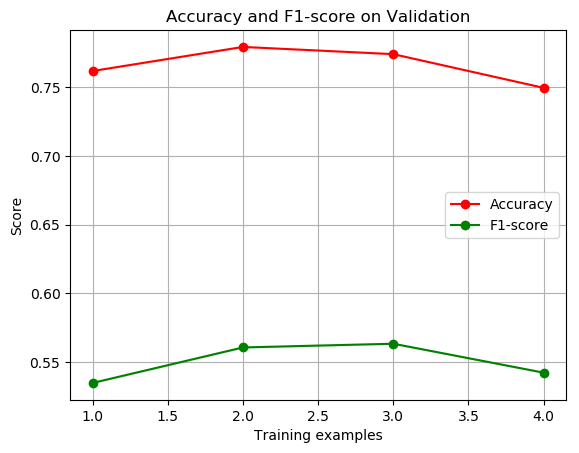 Accuracy and F1-score on Validation
Score
0.75
0.70
0.65
0.60
0.55
Accuracy
F1-score
1.0 1.5 2.0 2.5 3.0 3.5 4.0
Training examples